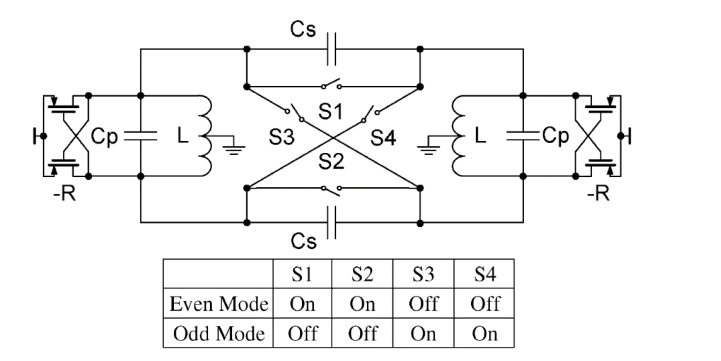 Cs
S1
S3 S4
S2
Cp L L Cp
-R -R
Cs
S1 S2 S3 S4
Even Mode On On Off Off
Odd Mode Off Off On On